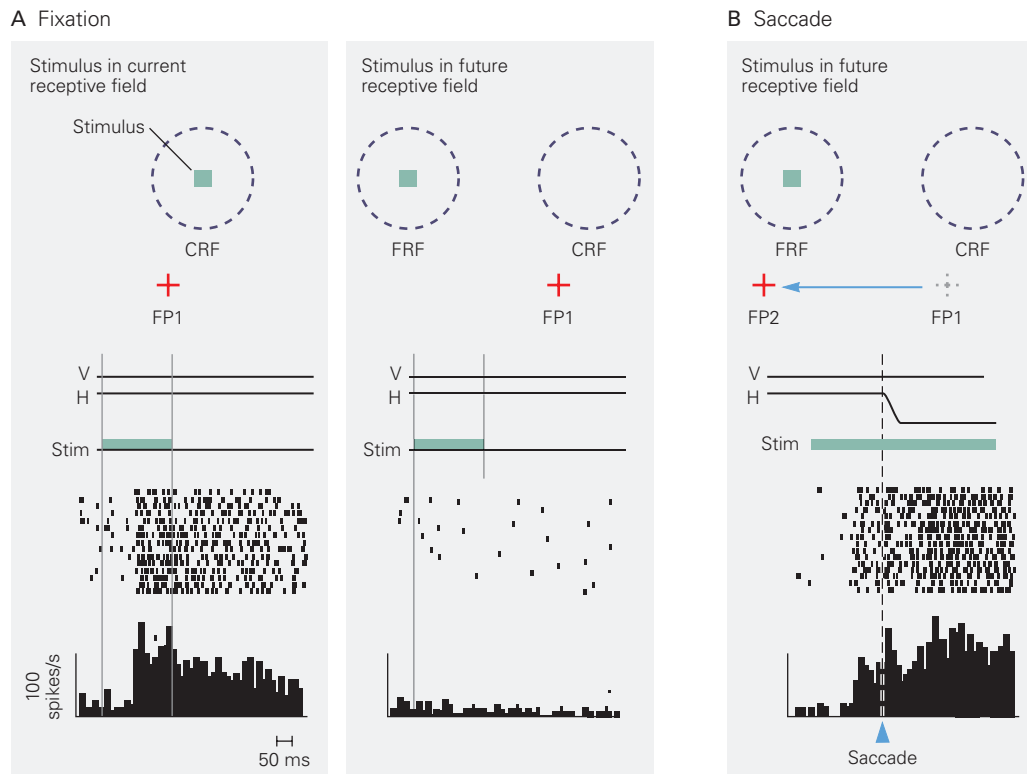 A Fixation
Stimulus in current
receptive field
Stimulus
CRF
FP1
V
H
Stim
100
spikes/s
50 ms
Stimulus in future
receptive field
FRF
CRF
FP1
V
H
Stim
B Saccade
Stimulus in future
receptive field
FRF
CRF
FP2
FP1
V
H
Stim
Saccade